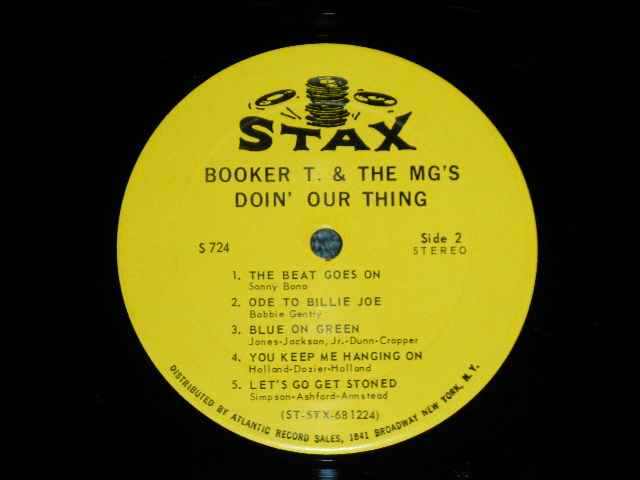 STAX
BOOKER T. & THE MG'S
DOIN' OUR THING
S 724
Side 2
STEREO
1. THE BEAT GOES ON
Sonny Bono
2. ODE TO BILLIE JOE
Bobbie Gentry
3. BLUE ON GREEN
Jones-Jackson, Jr.-Dunn-Cropper
4. YOU KEEP ME HANGING ON
Holland-Dozier-Holland
5. LET'S GO GET STONED
Simpson-Ashford-Armstead
(ST-STX-681224)
DISTRIBUTED BY ATLANTIC RECORD SALES, 1841 BROADWAY NEW YORK, N. Y.